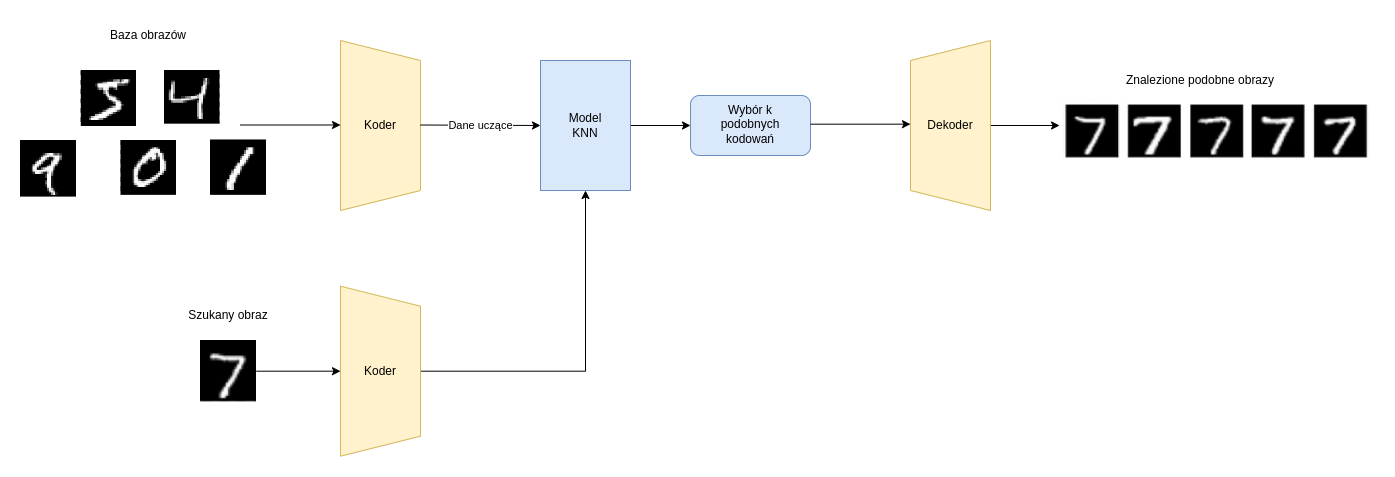 Baza obrazów
5 4
9 0 1
Koder
Dane uczące
Model
KNN
Wybór k
podobnych
kodowań
Dekoder
Znalezione podobne obrazy
7 7 7 7 7
Szukany obraz
7
Koder